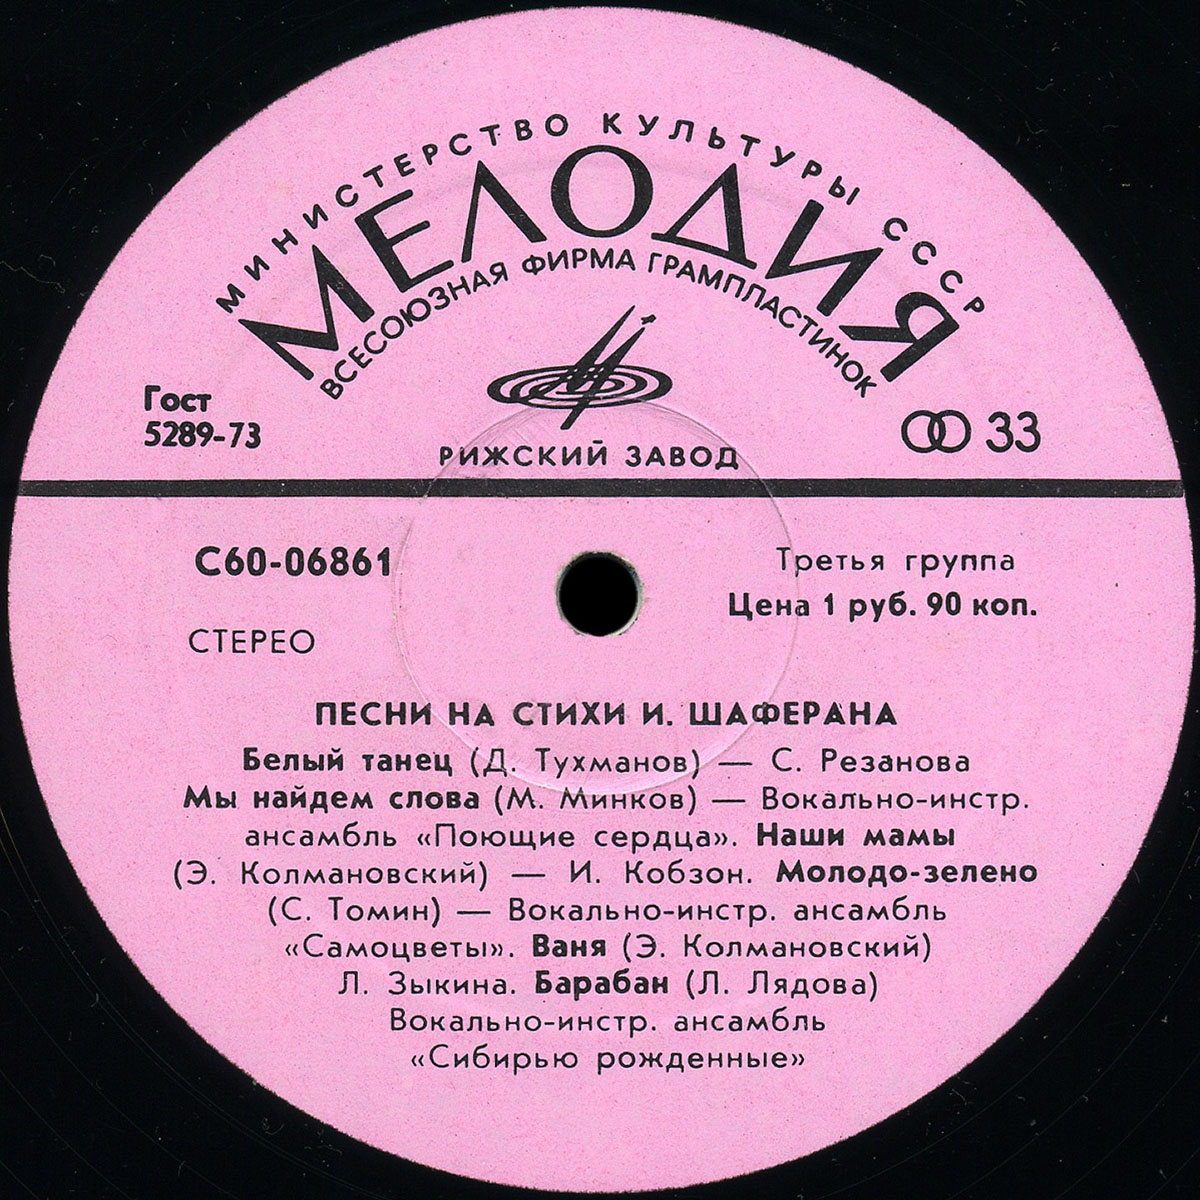 МИНИСТЕРСТВО КУЛЬТУРЫ СССР
МЕЛОДИЯ
ВСЕСОЮЗНАЯ ФИРМА ГРАМПЛАСТИНОК
Гост
5289-73
33
РИЖСКИЙ ЗАВОД
С60-06861
Третья группа
Цена 1 руб. 90 коп.
СТЕРЕО
ПЕСНИ НА СТИХИ И. ШАФЕРАНА
Белый танец (Д. Тухманов) — С. Резанова
Мы найдем слова (М. Минков) — Вокально-инстр.
ансамбль «Поющие сердца». Наши мамы
(Э. Колмановский) — И. Кобзон. Молодо-зелено
(С. Томин) — Вокально-инстр. ансамбль
«Самоцветы». Ваня (Э. Колмановский)
Л. Зыкина. Барабан (Л. Лядова)
Вокально-инстр. ансамбль
«Сибирью рожденные»